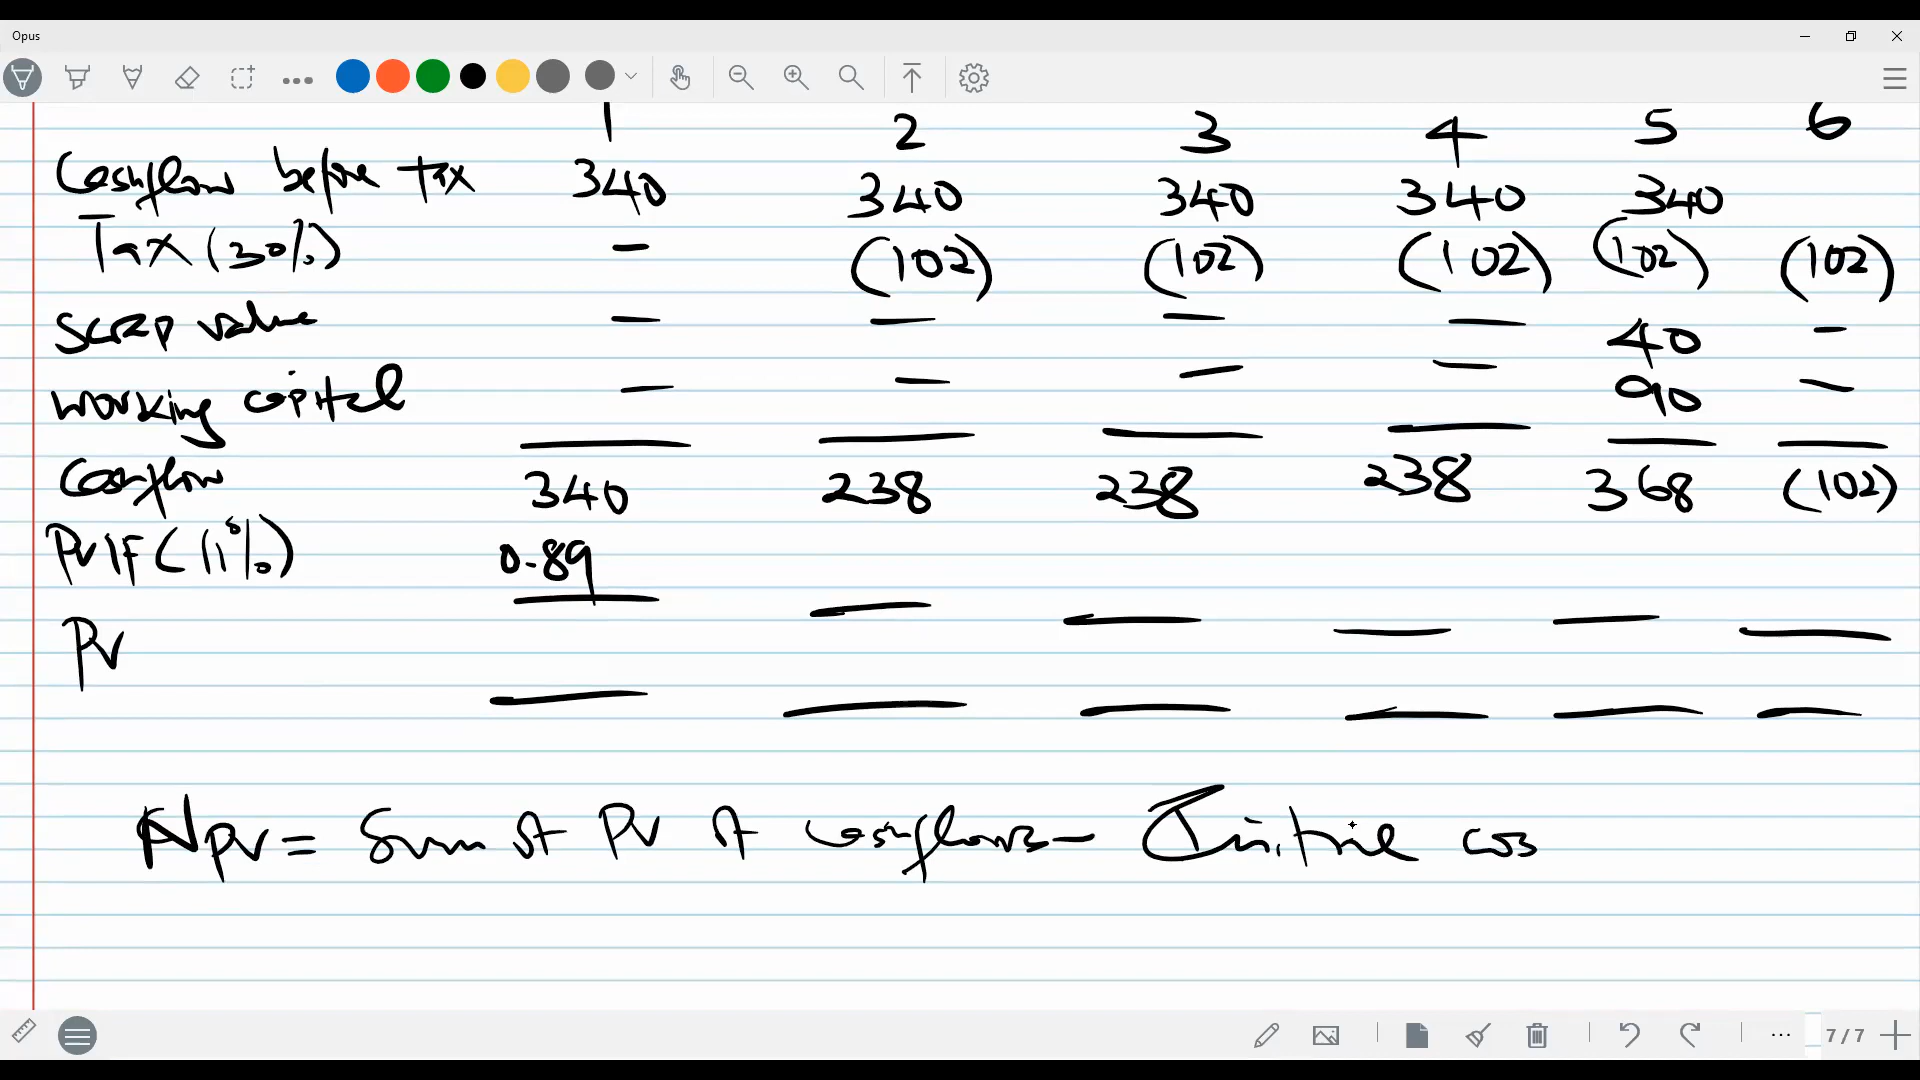 Opus
1 2 3 4 5 6
Cashflow before tax 340 340 340 340 340
Tax (30%) – (102) (102) (102) (102) (102)
Scrap value – – – – 40 –
Working capital – – – – 90 –
Cashflow 340 238 238 238 368 (102)
PVIF (11%) 0.89
PV
NPV = Sum of PV of cashflows – initial cos
7 / 7